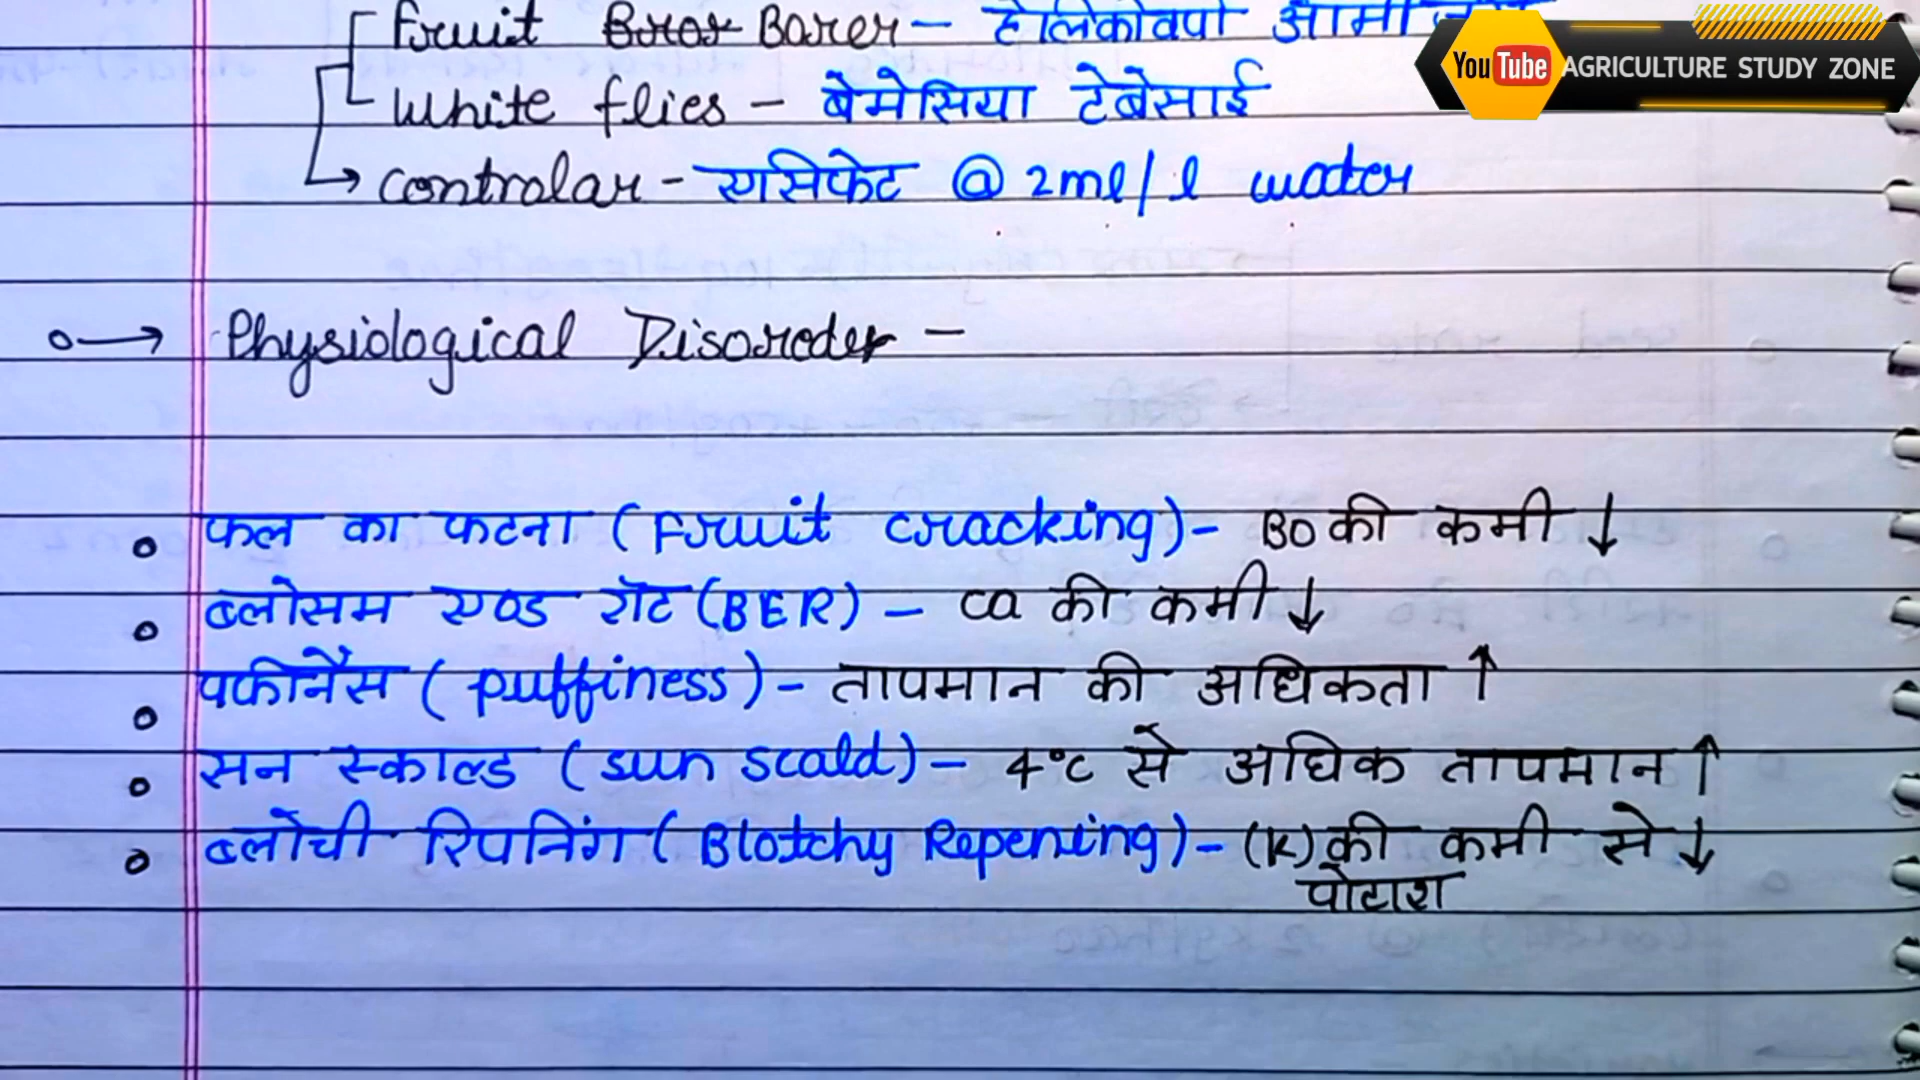 Fruit Borer - हेलिकोवर्पा आर्मीजेरा
YouTube AGRICULTURE STUDY ZONE
White flies - बेमेसिया टेबेसाई
Controlar - एसिफेट @ 2ml/l water
Physiological Disoreder -
फल का फटना (Fruit cracking) - BO की कमी ↓
ब्लोसम एण्ड रॉट (BER) - Ca की कमी ↓
पफीनैस (puffiness) - तापमान की अधिकता ↑
सन स्काल्ड (sun scald) - 4°C से अधिक तापमान ↑
ब्लोची रिपनिंग (Blotchy Repening) - (K) की कमी से ↓
पोटाश